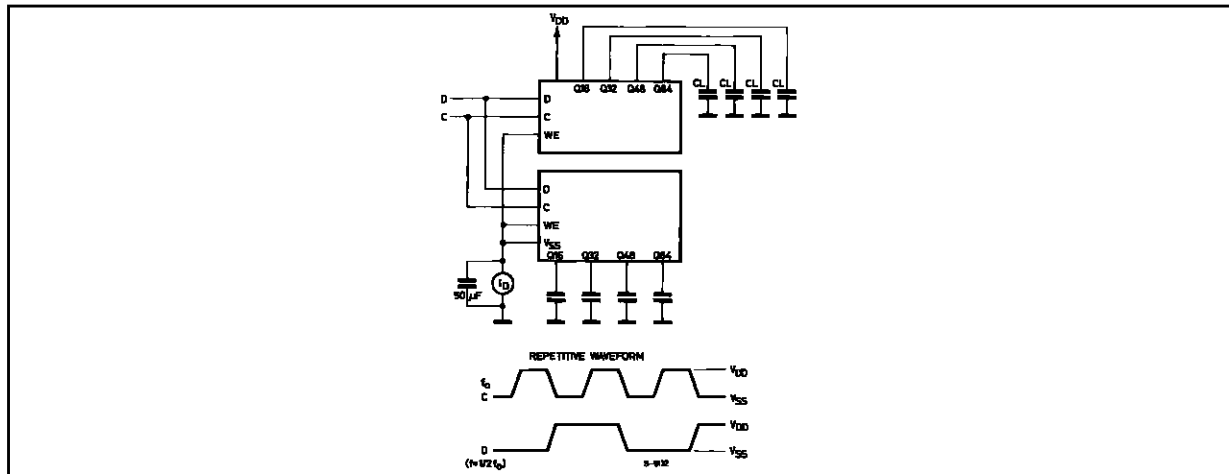 VDD
Q16 Q32 Q48 Q64
CL CL CL CL
D
C
D
C
WE
D
C
WE
VSS
Q16 Q32 Q48 Q64
50 µF
ID
REPETITIVE WAVEFORM
fo
C
VDD
VSS
D
(f=1/2 fo)
VDD
VSS